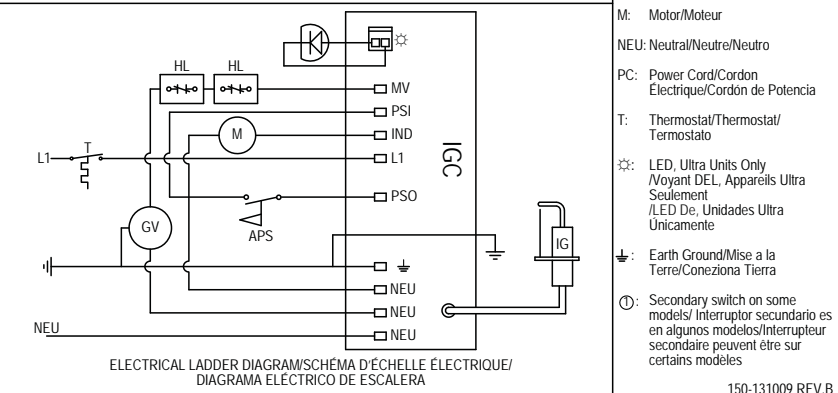 HL HL
MV
PSI
M
IND
L1
T
L1
IGC
PSO
GV
APS
IG
NEU
NEU
NEU
NEU
ELECTRICAL LADDER DIAGRAM/SCHÉMA D'ÉCHELLE ÉLECTRIQUE/
DIAGRAMA ELÉCTRICO DE ESCALERA
M: Motor/Moteur
NEU: Neutral/Neutre/Neutro
PC: Power Cord/Cordon
Électrique/Cordón de Potencia
T: Thermostat/Thermostat/
Termostato
: LED, Ultra Units Only
/Voyant DEL, Appareils Ultra
Seulement
/LED De, Unidades Ultra
Únicamente
: Earth Ground/Mise a la
Terre/Coneziona Tierra
①: Secondary switch on some
models/ Interruptor secundario es
en algunos modelos/Interrupteur
secondaire peuvent être sur
certains modèles
150-131009 REV.B